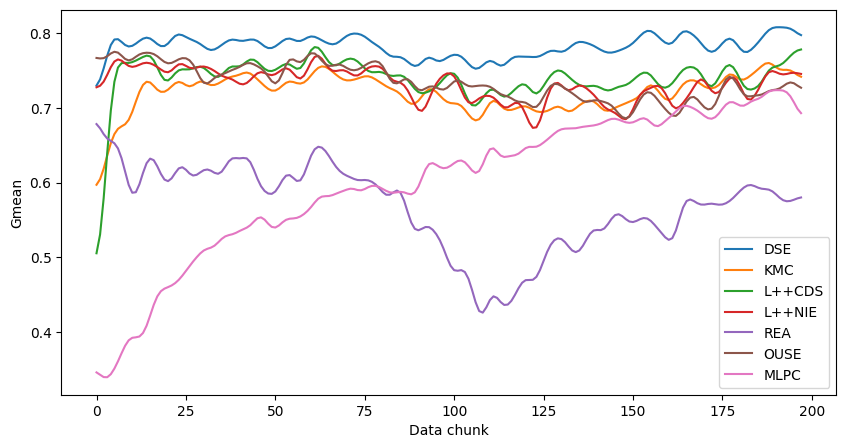 0.8
0.7
0.6
0.5
0.4
Gmean
0
25
50
75
100
125
150
175
200
Data chunk
DSE
KMC
L++CDS
L++NIE
REA
OUSE
MLPC